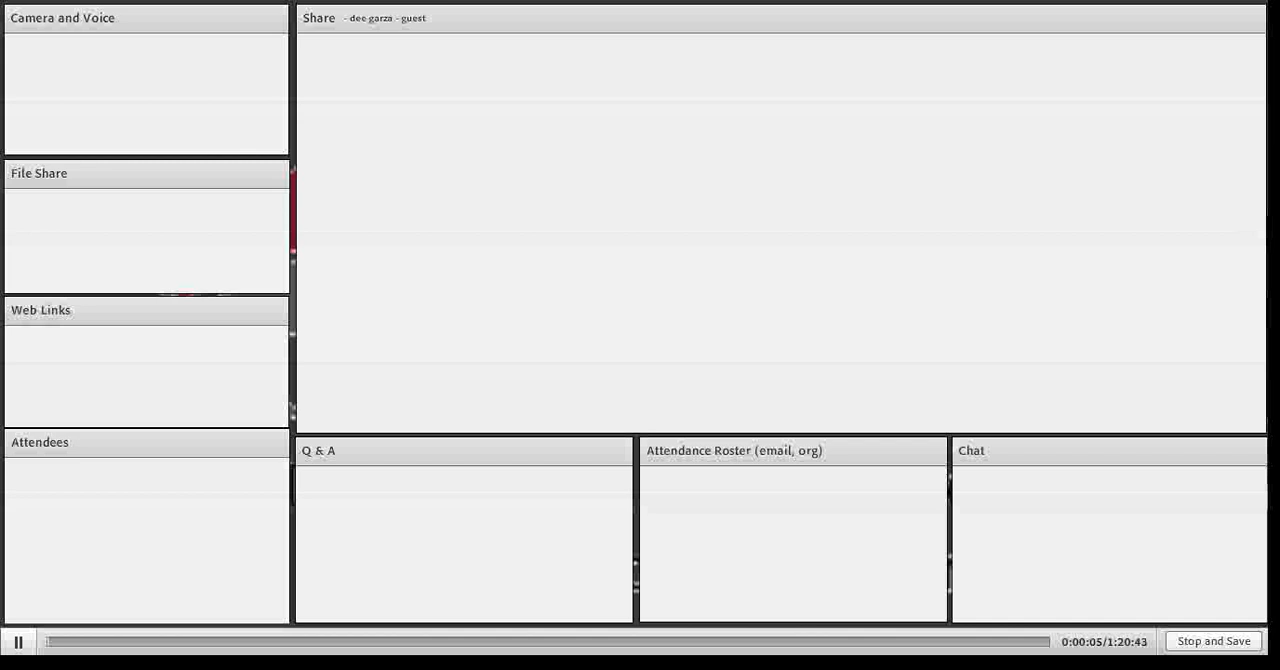 Camera and Voice
Share - dee garza - guest
File Share
Web Links
Attendees
Q & A
Attendance Roster (email, org)
Chat
0:00:05/1:20:43
Stop and Save